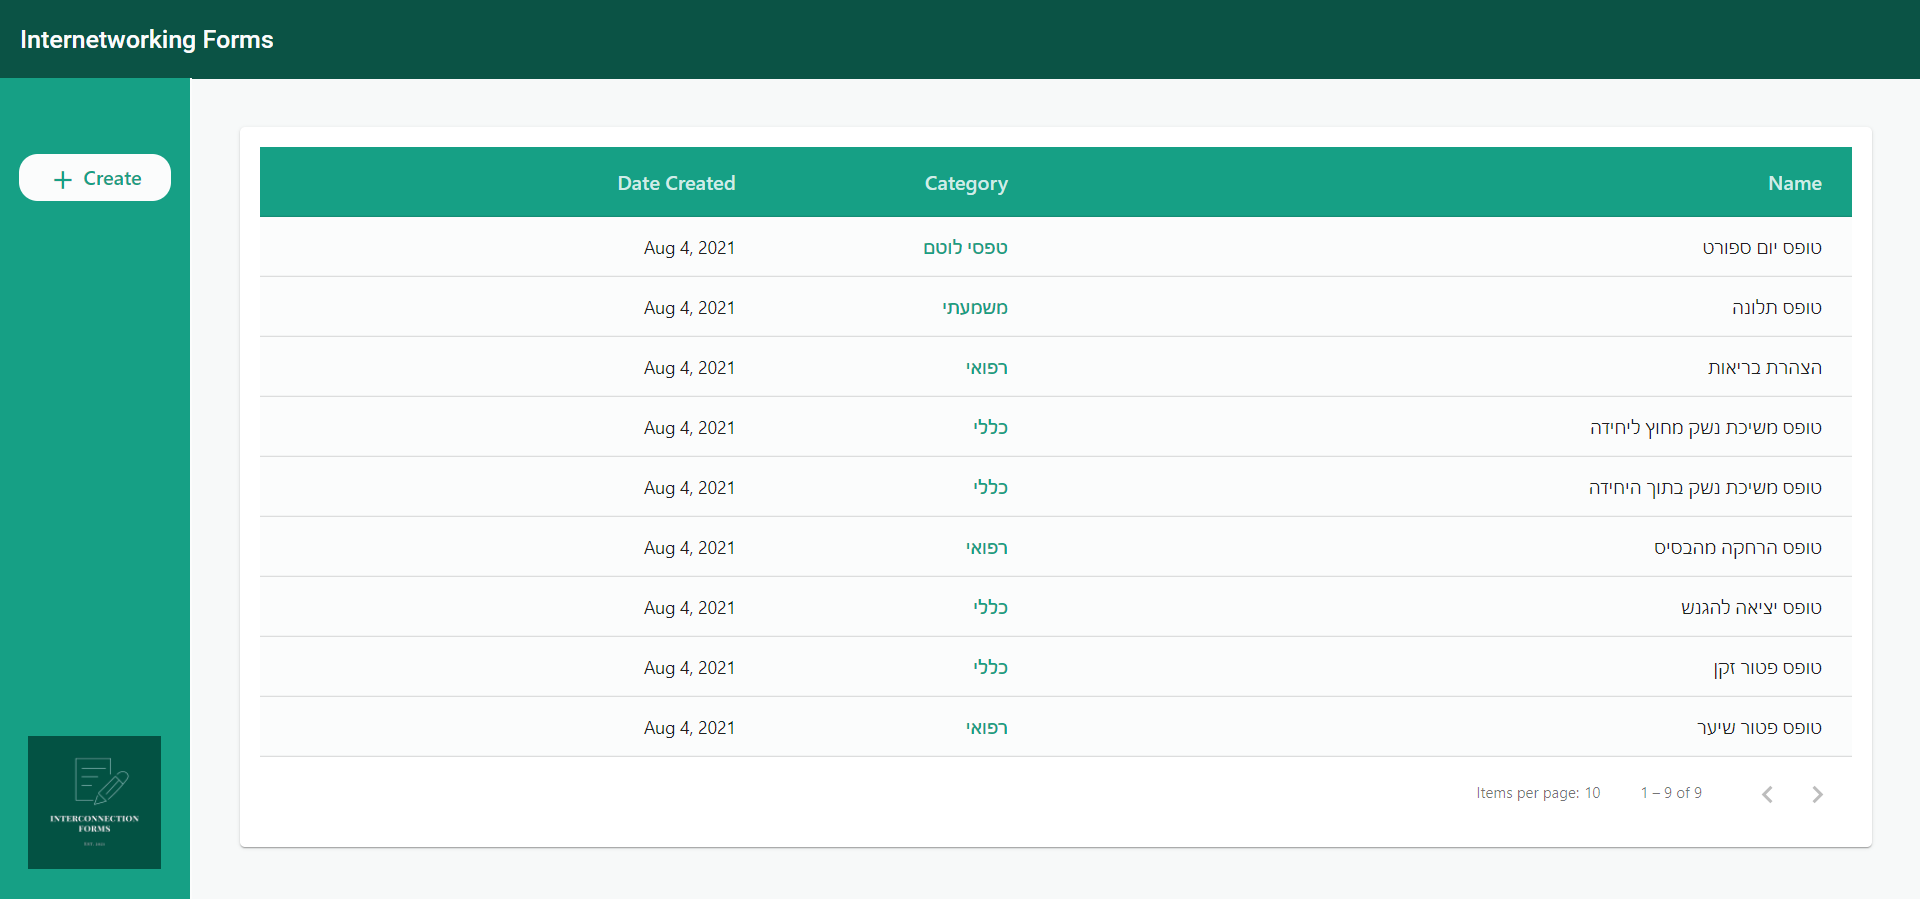 Internetworking Forms
Create
Name Category Date Created
טופס יום ספורט טפסי לוטם Aug 4, 2021
טופס תלונה משמעתי Aug 4, 2021
הצהרת בריאות רפואי Aug 4, 2021
טופס משיכת נשק מחוץ ליחידה כללי Aug 4, 2021
טופס משיכת נשק בתוך היחידה כללי Aug 4, 2021
טופס הרחקה מהבסיס רפואי Aug 4, 2021
טופס יציאה להגנש כללי Aug 4, 2021
טופס פטור זקן כללי Aug 4, 2021
טופס פטור שיער רפואי Aug 4, 2021
Items per page: 10 1 – 9 of 9
INTERCONNECTION
FORMS